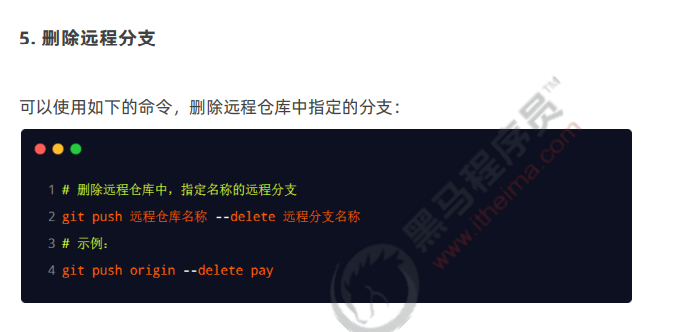 5. 删除远程分支
可以使用如下的命令，删除远程仓库中指定的分支：
1 # 删除远程仓库中，指定名称的远程分支
2 git push 远程仓库名称 --delete 远程分支名称
3 # 示例：
4 git push origin --delete pay
黑马程序员™
www.itheima.com